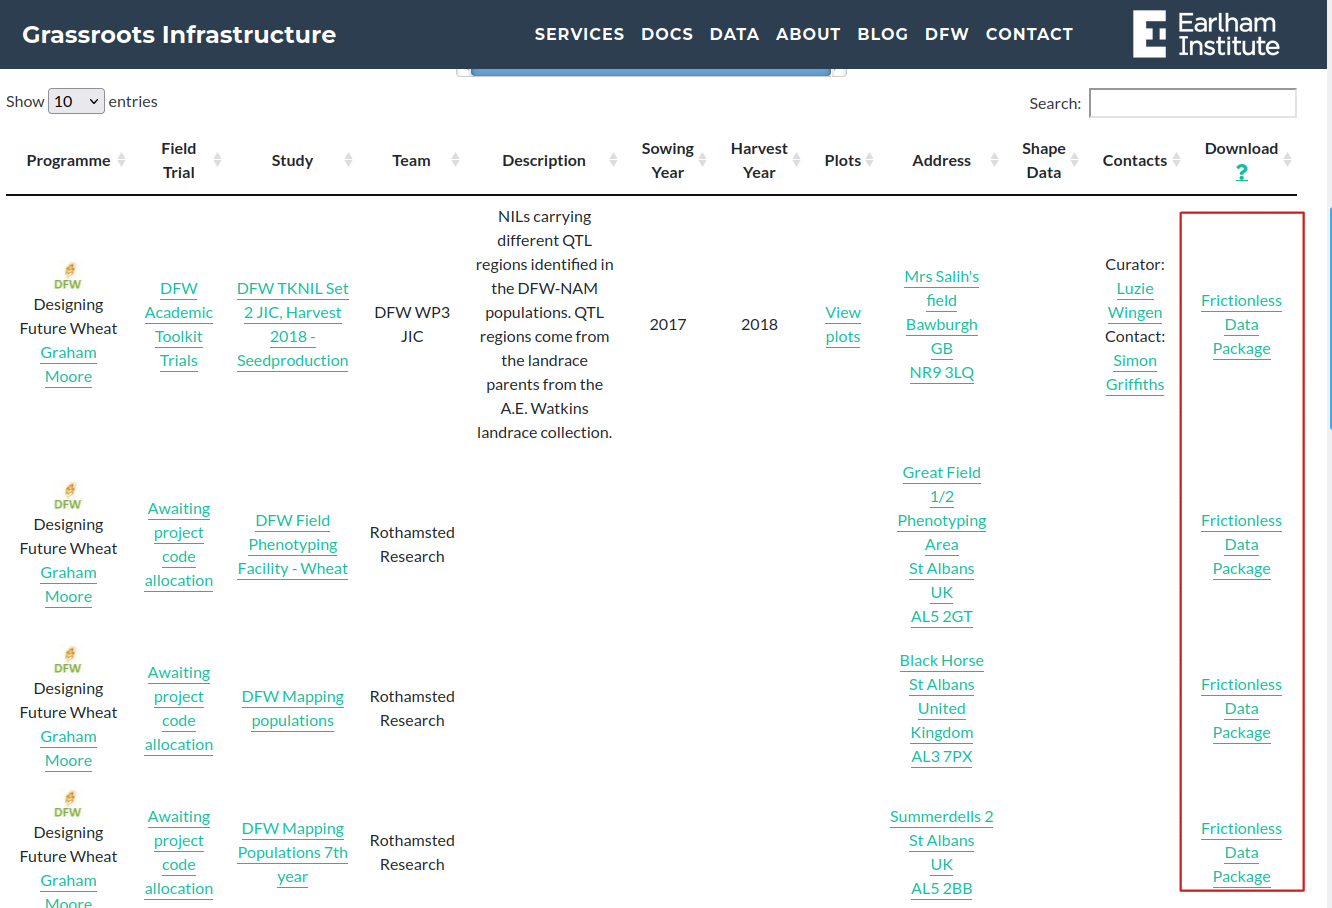 Grassroots Infrastructure
SERVICES DOCS DATA ABOUT BLOG DFW CONTACT
Earlham
Institute
Show 10 entries
Search:
Programme
Field
Trial
Study
Team
Description
Sowing
Year
Harvest
Year
Plots
Address
Shape
Data
Contacts
Download
?
DFW
Designing
Future Wheat
Graham
Moore
DFW
Academic
Toolkit
Trials
DFW TKNIL Set
2 JIC, Harvest
2018 -
Seedproduction
DFW WP3
JIC
NILs carrying
different QTL
regions identified in
the DFW-NAM
populations. QTL
regions come from
the landrace
parents from the
A.E. Watkins
landrace collection.
2017
2018
View
plots
Mrs Salih's
field
Bawburgh
GB
NR9 3LQ
Curator:
Luzie
Wingen
Contact:
Simon
Griffiths
Frictionless
Data
Package
DFW
Designing
Future Wheat
Graham
Moore
Awaiting
project
code
allocation
DFW Field
Phenotyping
Facility - Wheat
Rothamsted
Research
Great Field
1/2
Phenotyping
Area
St Albans
UK
AL5 2GT
Frictionless
Data
Package
DFW
Designing
Future Wheat
Graham
Moore
Awaiting
project
code
allocation
DFW Mapping
populations
Rothamsted
Research
Black Horse
St Albans
United
Kingdom
AL3 7PX
Frictionless
Data
Package
DFW
Designing
Future Wheat
Graham
Moore
Awaiting
project
code
allocation
DFW Mapping
Populations 7th
year
Rothamsted
Research
Summerdells 2
St Albans
UK
AL5 2BB
Frictionless
Data
Package